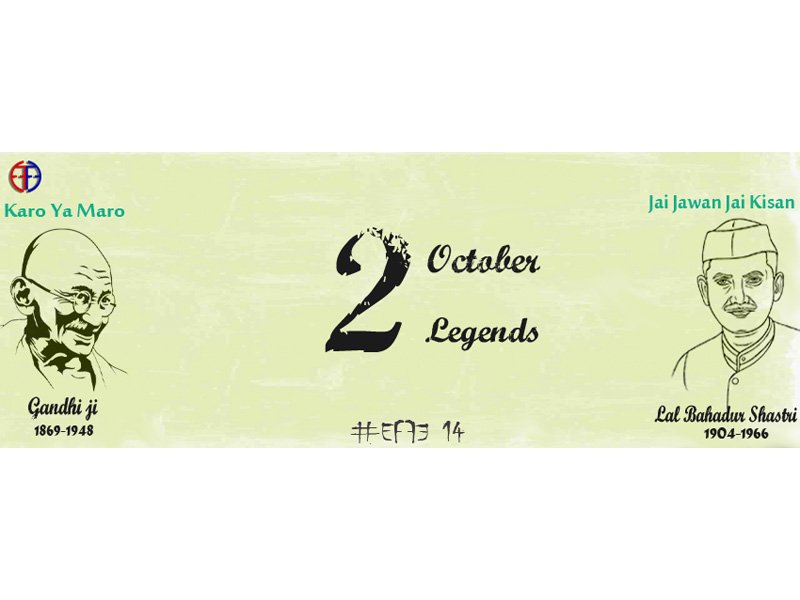 Karo Ya Maro
Gandhi ji
1869-1948
2 October
Legends
#EFFE 14
Jai Jawan Jai Kisan
Lal Bahadur Shastri
1904-1966